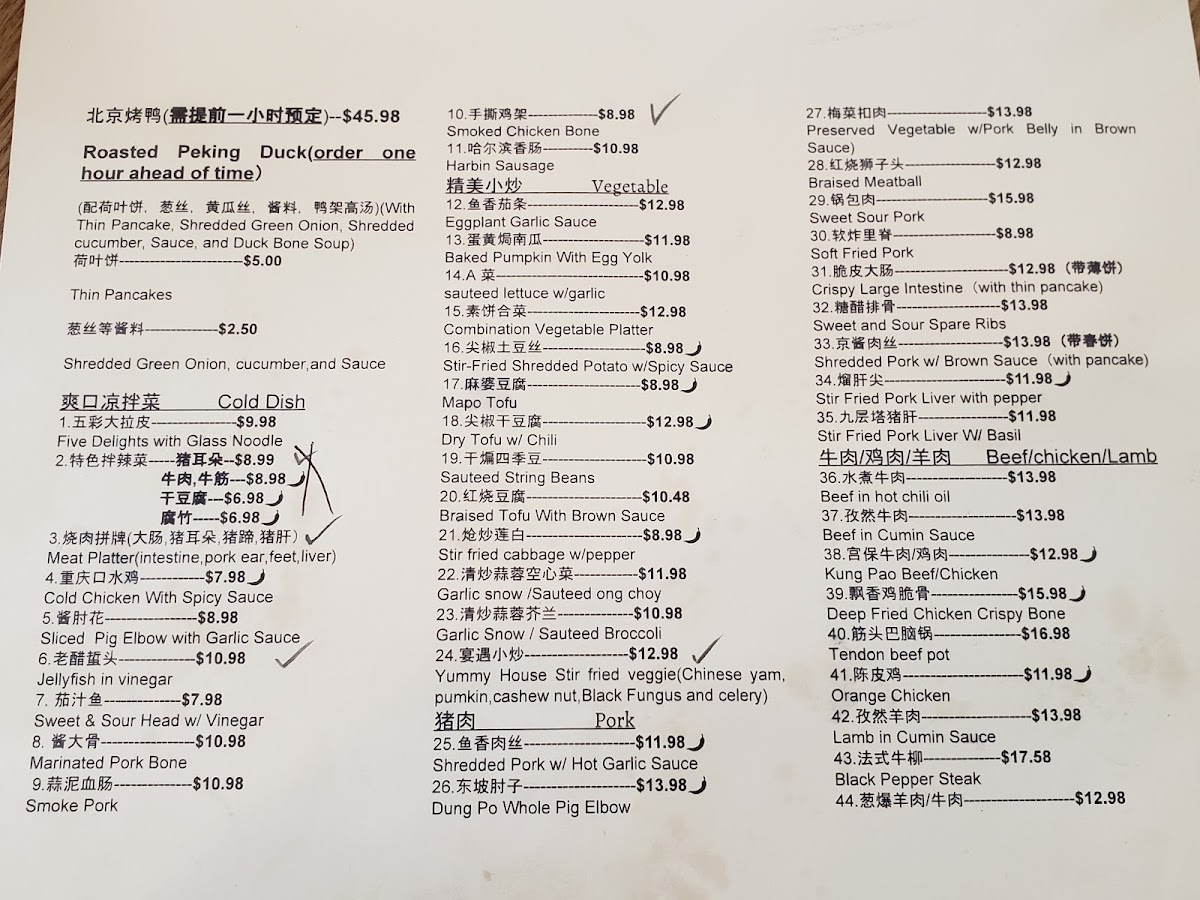 北京烤鸭(需提前一小时预定)--$45.98
Roasted Peking Duck(order one
hour ahead of time）
(配荷叶饼, 葱丝, 黄瓜丝, 酱料, 鸭架高汤)(With
Thin Pancake, Shredded Green Onion, Shredded
cucumber, Sauce, and Duck Bone Soup)
荷叶饼------------------------$5.00
Thin Pancakes
葱丝等酱料--------------$2.50
Shredded Green Onion, cucumber,and Sauce
爽口凉拌菜 Cold Dish
1.五彩大拉皮----------------$9.98
Five Delights with Glass Noodle
2.特色拌辣菜-----猪耳朵--$8.99
牛肉,牛筋---$8.98
干豆腐---$6.98
腐竹-----$6.98
3.烧肉拼牌(大肠,猪耳朵,猪蹄,猪肝)
Meat Platter(intestine,pork ear,feet,liver)
4.重庆口水鸡------------$7.98
Cold Chicken With Spicy Sauce
5.酱肘花-----------------$8.98
Sliced Pig Elbow with Garlic Sauce
6.老醋蜇头---------------$10.98
Jellyfish in vinegar
7. 茄汁鱼---------------$7.98
Sweet & Sour Head w/ Vinegar
8. 酱大骨-----------------$10.98
Marinated Pork Bone
9.蒜泥血肠--------------$10.98
Smoke Pork
10.手撕鸡架-------------$8.98
Smoked Chicken Bone
11.哈尔滨香肠----------$10.98
Harbin Sausage
精美小炒 Vegetable
12.鱼香茄条-------------------------$12.98
Eggplant Garlic Sauce
13.蛋黄焗南瓜--------------------$11.98
Baked Pumpkin With Egg Yolk
14.A 菜-----------------------------$10.98
sauteed lettuce w/garlic
15.素饼合菜----------------------$12.98
Combination Vegetable Platter
16.尖椒土豆丝--------------------$8.98
Stir-Fried Shredded Potato w/Spicy Sauce
17.麻婆豆腐----------------------$8.98
Mapo Tofu
18.尖椒干豆腐--------------------$12.98
Dry Tofu w/ Chili
19.干煸四季豆--------------------$10.98
Sauteed String Beans
20.红烧豆腐----------------------$10.48
Braised Tofu With Brown Sauce
21.炝炒莲白----------------------$8.98
Stir fried cabbage w/pepper
22.清炒蒜蓉空心菜-------------$11.98
Garlic snow /Sauteed ong choy
23.清炒蒜蓉芥兰---------------$10.98
Garlic Snow / Sauteed Broccoli
24.宴遇小炒---------------------$12.98
Yummy House Stir fried veggie(Chinese yam,
pumkin,cashew nut,Black Fungus and celery)
猪肉 Pork
25.鱼香肉丝----------------------$11.98
Shredded Pork w/ Hot Garlic Sauce
26.东坡肘子----------------------$13.98
Dung Po Whole Pig Elbow
27.梅菜扣肉--------------------$13.98
Preserved Vegetable w/Pork Belly in Brown
Sauce)
28.红烧狮子头------------------$12.98
Braised Meatball
29.锅包肉----------------------$15.98
Sweet Sour Pork
30.软炸里脊--------------------$8.98
Soft Fried Pork
31.脆皮大肠----------------------$12.98（带薄饼）
Crispy Large Intestine（with thin pancake)
32.糖醋排骨--------------------$13.98
Sweet and Sour Spare Ribs
33.京酱肉丝--------------------$13.98（带春饼）
Shredded Pork w/ Brown Sauce（with pancake)
34.熘肝尖----------------------$11.98
Stir Fried Pork Liver with pepper
35.九层塔猪肝-----------------$11.98
Stir Fried Pork Liver W/ Basil
牛肉/鸡肉/羊肉 Beef/chicken/Lamb
36.水煮牛肉--------------------$13.98
Beef in hot chili oil
37.孜然牛肉---------------------$13.98
Beef in Cumin Sauce
38.宫保牛肉/鸡肉----------------$12.98
Kung Pao Beef/Chicken
39.飘香鸡脆骨-----------------$15.98
Deep Fried Chicken Crispy Bone
40.筋头巴脑锅-----------------$16.98
Tendon beef pot
41.陈皮鸡-----------------------$11.98
Orange Chicken
42.孜然羊肉---------------------$13.98
Lamb in Cumin Sauce
43.法式牛柳---------------$17.58
Black Pepper Steak
44.葱爆羊肉/牛肉---------------------$12.98